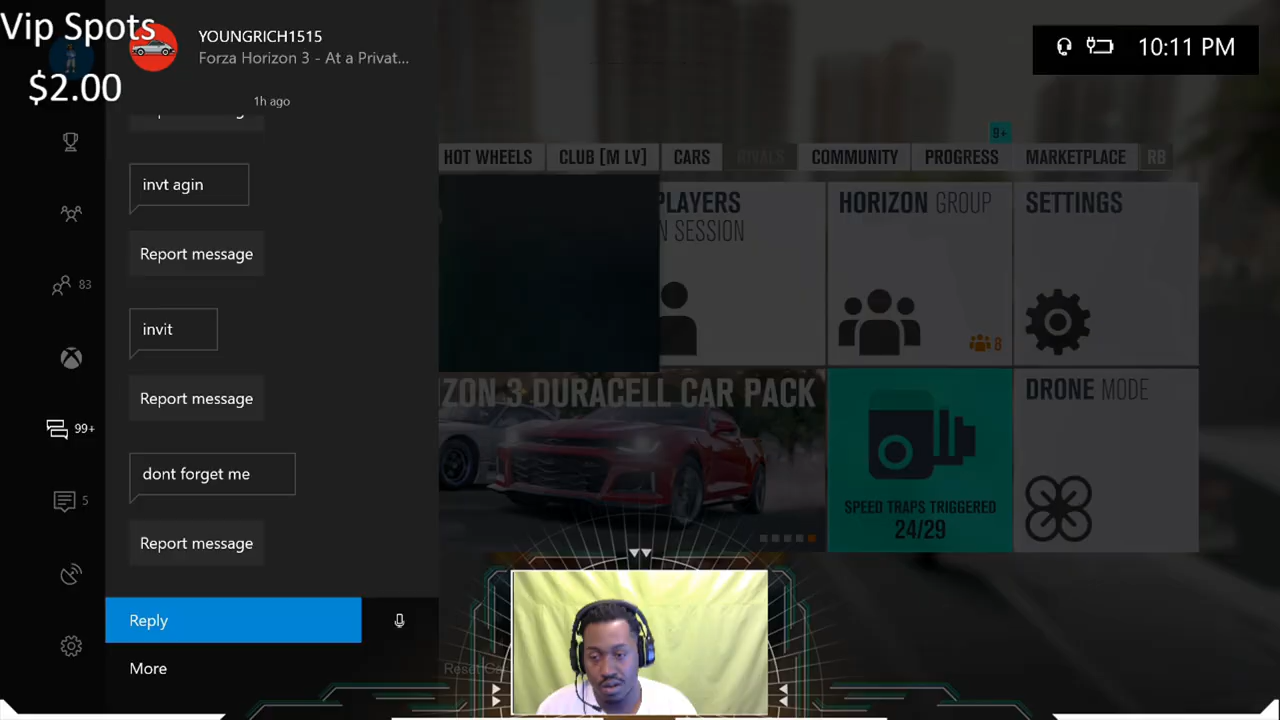 Vip Spots
$2.00
YOUNGRICH1515
Forza Horizon 3 - At a Privat...
10:11 PM
1h ago
invt agin
Report message
invit
Report message
dont forget me
Report message
Reply
More
83
99+
5
9+
HOT WHEELS
CLUB [M LV]
CARS
RIVALS
COMMUNITY
PROGRESS
MARKETPLACE
RB
PLAYERS
N SESSION
HORIZON GROUP
8
SETTINGS
ZON 3 DURACELL CAR PACK
SPEED TRAPS TRIGGERED
24/29
DRONE MODE